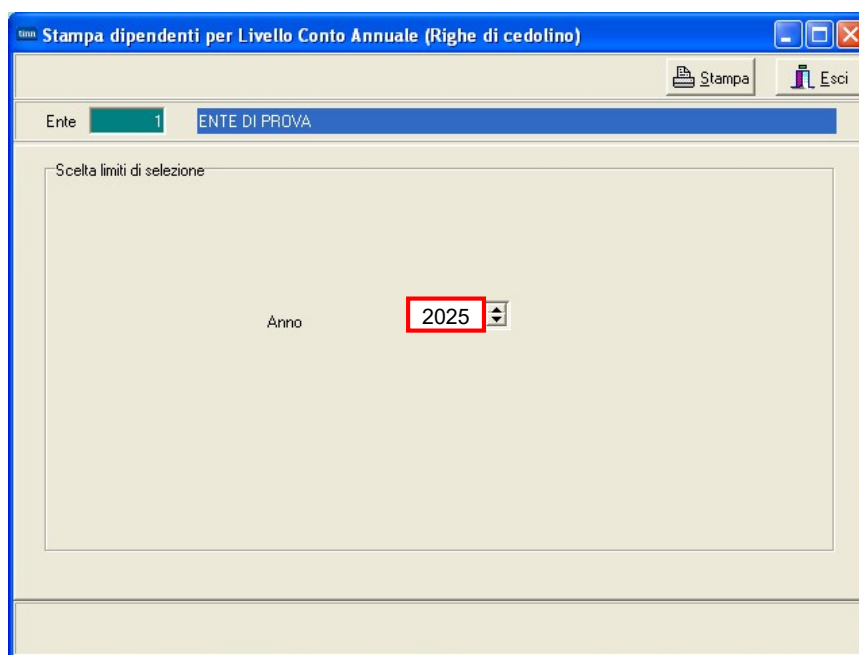 tinn Stampa dipendenti per Livello Conto Annuale (Righe di cedolino)
Stampa Esci
Ente 1 ENTE DI PROVA
Scelta limiti di selezione
Anno 2025